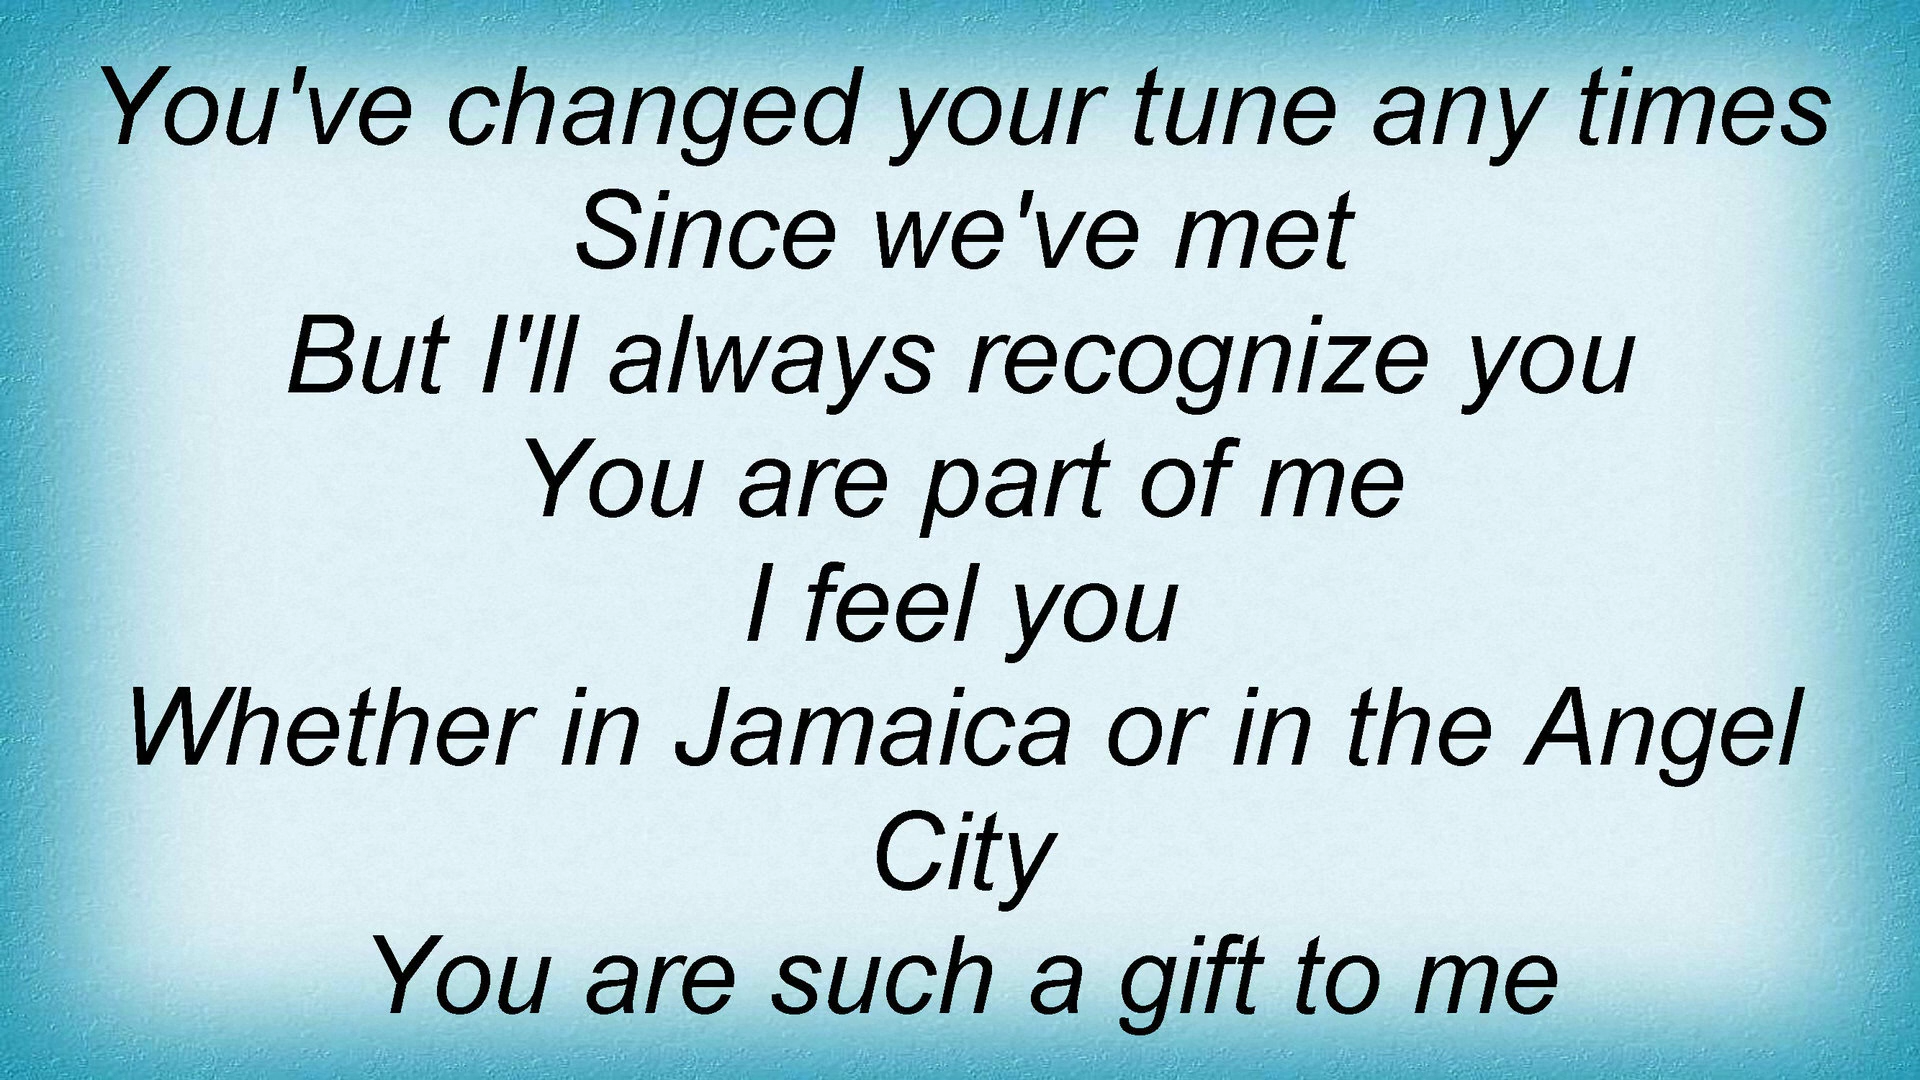 You've changed your tune any times
Since we've met
But I'll always recognize you
You are part of me
I feel you
Whether in Jamaica or in the Angel
City
You are such a gift to me